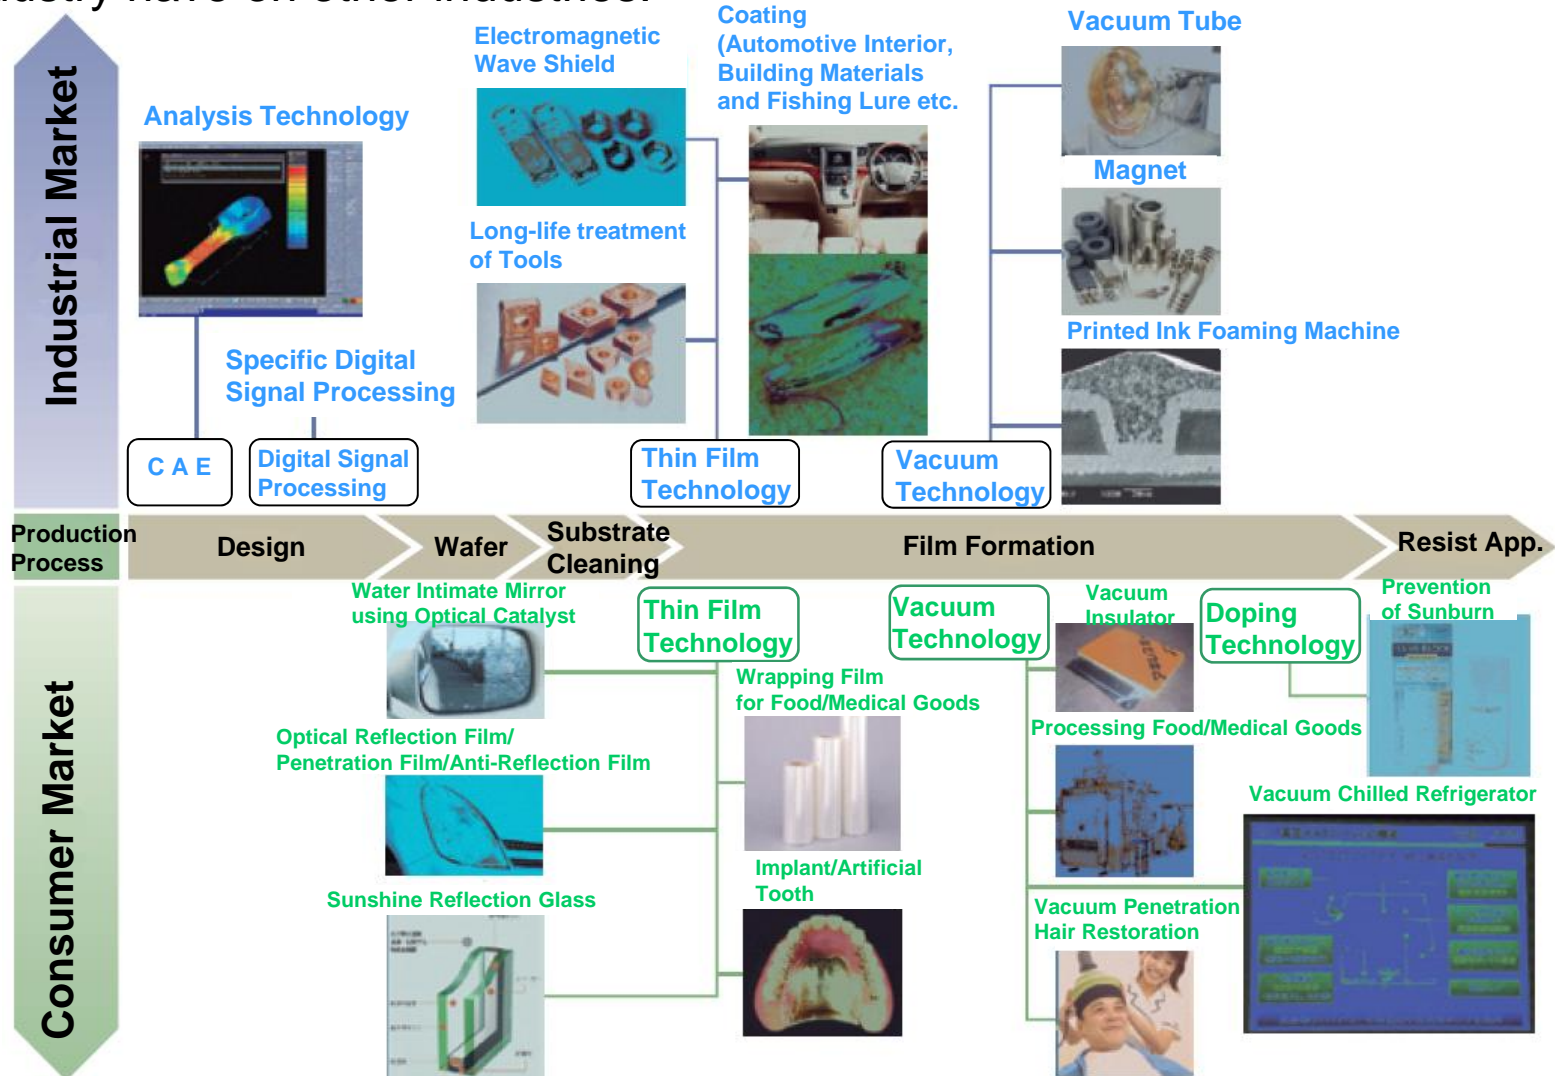 dustry have on other industries.
Industrial Market
Analysis Technology
Electromagnetic
Wave Shield
Coating
(Automotive Interior,
Building Materials
and Fishing Lure etc.
Vacuum Tube
Magnet
Long-life treatment
of Tools
Printed Ink Foaming Machine
Specific Digital
Signal Processing
C A E
Digital Signal
Processing
Thin Film
Technology
Vacuum
Technology
Production
Process
Design
Wafer
Substrate
Cleaning
Film Formation
Resist App.
Consumer Market
Water Intimate Mirror
using Optical Catalyst
Thin Film
Technology
Vacuum
Technology
Vacuum
Insulator
Doping
Technology
Prevention
of Sunburn
Wrapping Film
for Food/Medical Goods
Optical Reflection Film/
Penetration Film/Anti-Reflection Film
Processing Food/Medical Goods
Vacuum Chilled Refrigerator
Implant/Artificial
Tooth
Sunshine Reflection Glass
Vacuum Penetration
Hair Restoration